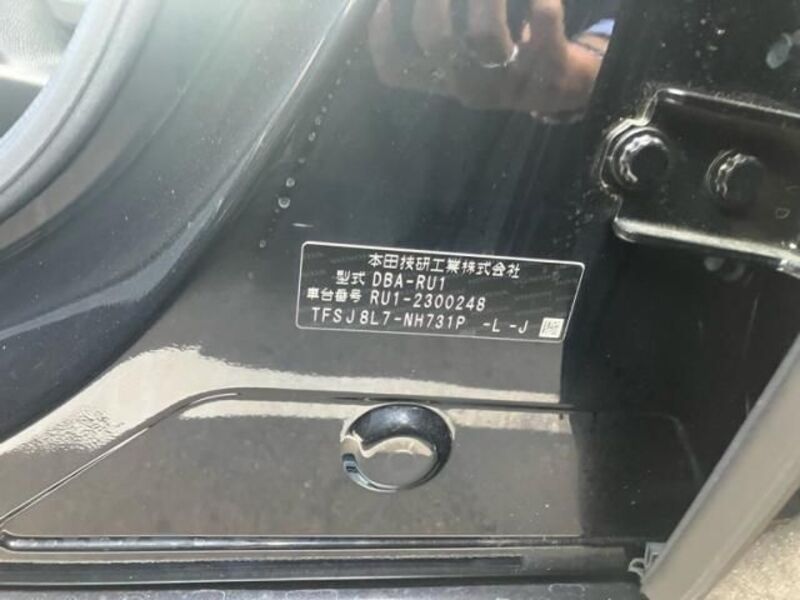 本田技研工業株式会社
型式 DBA-RU1
車台番号 RU1-2300248
TFSJ8L7-NH731P -L-J